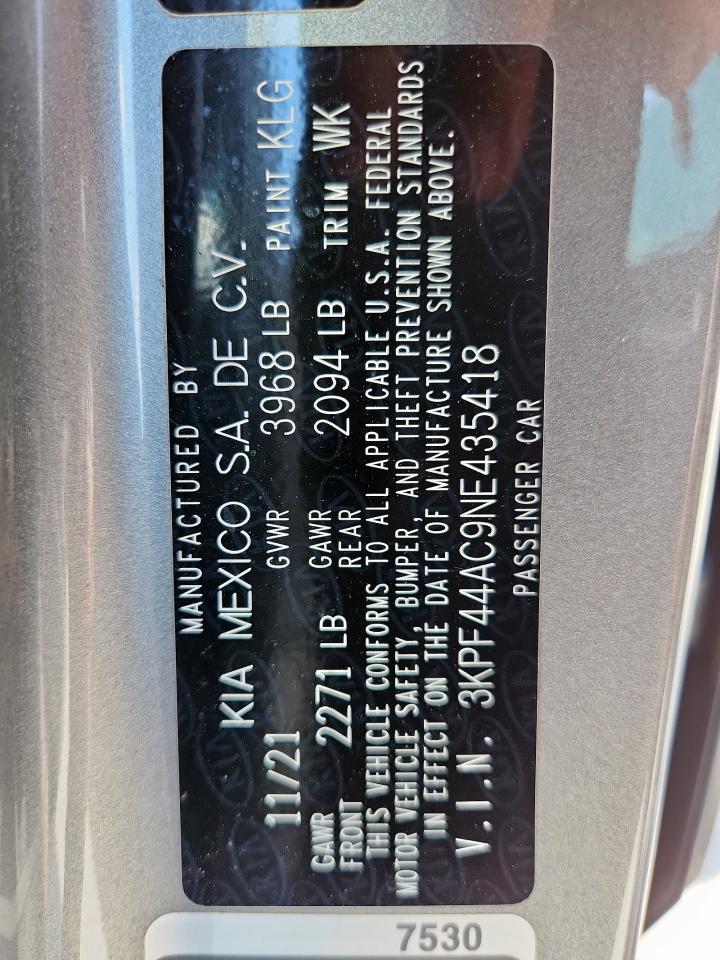 MANUFACTURED BY
KIA MEXICO S.A. DE C.V.
11/21 GVWR 3968 LB PAINT KLG
GAWR FRONT 2271 LB GAWR REAR 2094 LB TRIM WK
THIS VEHICLE CONFORMS TO ALL APPLICABLE U.S.A. FEDERAL
MOTOR VEHICLE SAFETY, BUMPER, AND THEFT PREVENTION STANDARDS
IN EFFECT ON THE DATE OF MANUFACTURE SHOWN ABOVE.
V.I.N. 3KPF44AC9NE435418
PASSENGER CAR
7530